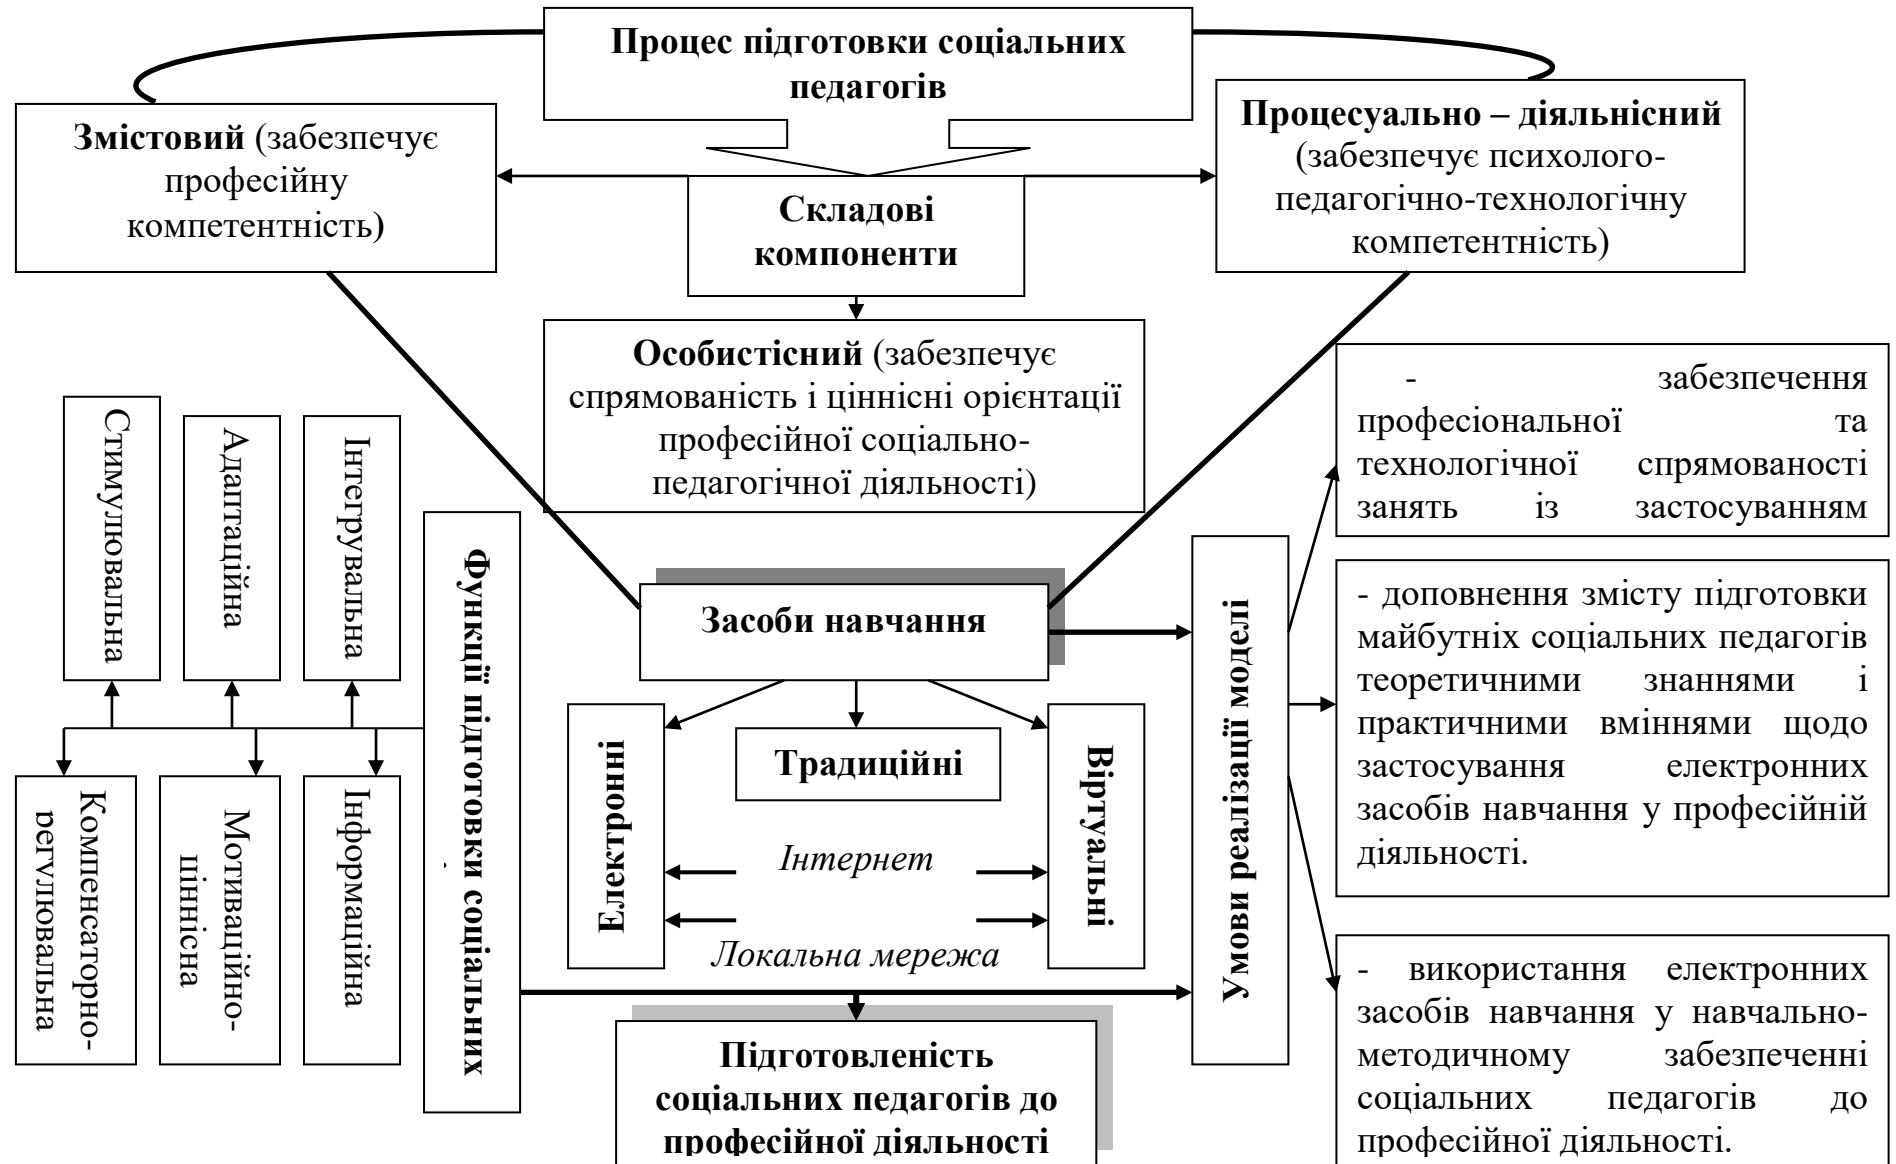 Процес підготовки соціальних
педагогів
Змістовий (забезпечує
професійну
компетентність)
Процесуально – діяльнісний
(забезпечує психолого-
педагогічно-технологічну
компетентність)
Складові
компоненти
Особистісний (забезпечує
спрямованість і ціннісні орієнтації
професійної соціально-
педагогічної діяльності)
Стимулювальна
Адаптаційна
Інтегрувальна
Компенсаторно-
регулювальна
Мотиваційно-
ціннісна
Інформаційна
Функції підготовки соціальних
Засоби навчання
Електронні
Традиційні
Віртуальні
Інтернет
Локальна мережа
Підготовленість
соціальних педагогів до
професійної діяльності
Умови реалізації моделі
- забезпечення
професіональної та
технологічної спрямованості
занять із застосуванням
- доповнення змісту підготовки
майбутніх соціальних педагогів
теоретичними знаннями і
практичними вміннями щодо
застосування електронних
засобів навчання у професійній
діяльності.
- використання електронних
засобів навчання у навчально-
методичному забезпеченні
соціальних педагогів до
професійної діяльності.